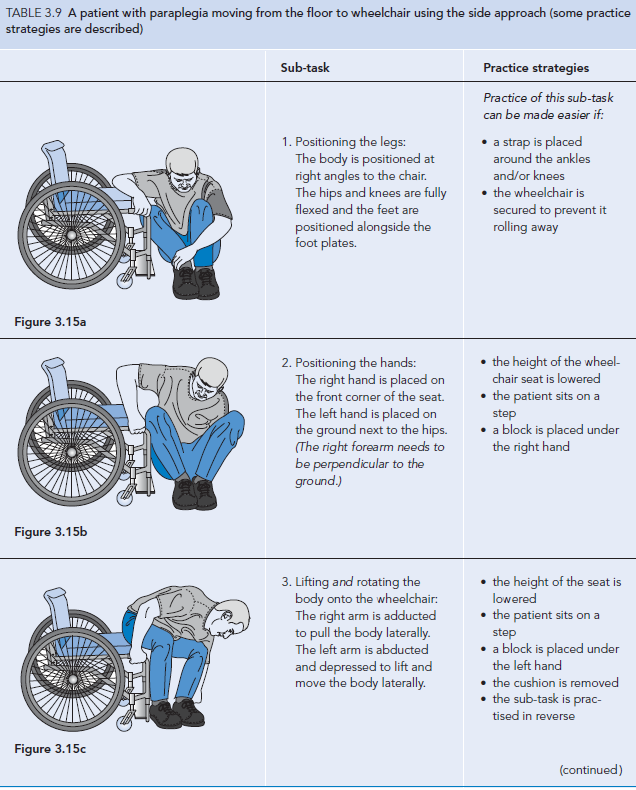 TABLE 3.9 A patient with paraplegia moving from the floor to wheelchair using the side approach (some practice
strategies are described)
Sub-task
Practice strategies
Practice of this sub-task
can be made easier if:
1. Positioning the legs:
The body is positioned at
right angles to the chair.
The hips and knees are fully
flexed and the feet are
positioned alongside the
foot plates.
• a strap is placed
around the ankles
and/or knees
• the wheelchair is
secured to prevent it
rolling away
Figure 3.15a
2. Positioning the hands:
The right hand is placed on
the front corner of the seat.
The left hand is placed on
the ground next to the hips.
(The right forearm needs to
be perpendicular to the
ground.)
• the height of the wheel-
chair seat is lowered
• the patient sits on a
step
• a block is placed under
the right hand
Figure 3.15b
3. Lifting and rotating the
body onto the wheelchair:
The right arm is adducted
to pull the body laterally.
The left arm is abducted
and depressed to lift and
move the body laterally.
• the height of the seat is
lowered
• the patient sits on a
step
• a block is placed under
the left hand
• the cushion is removed
• the sub-task is prac-
tised in reverse
Figure 3.15c
(continued)